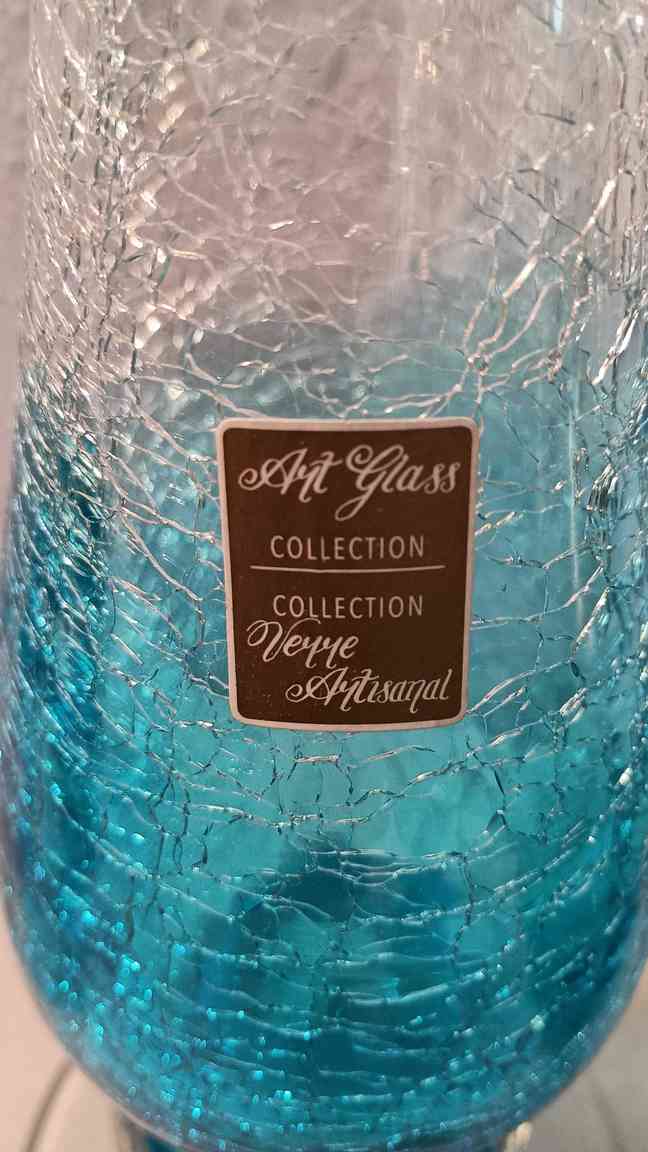 Art Glass
COLLECTION
COLLECTION
Verre
Artisanal